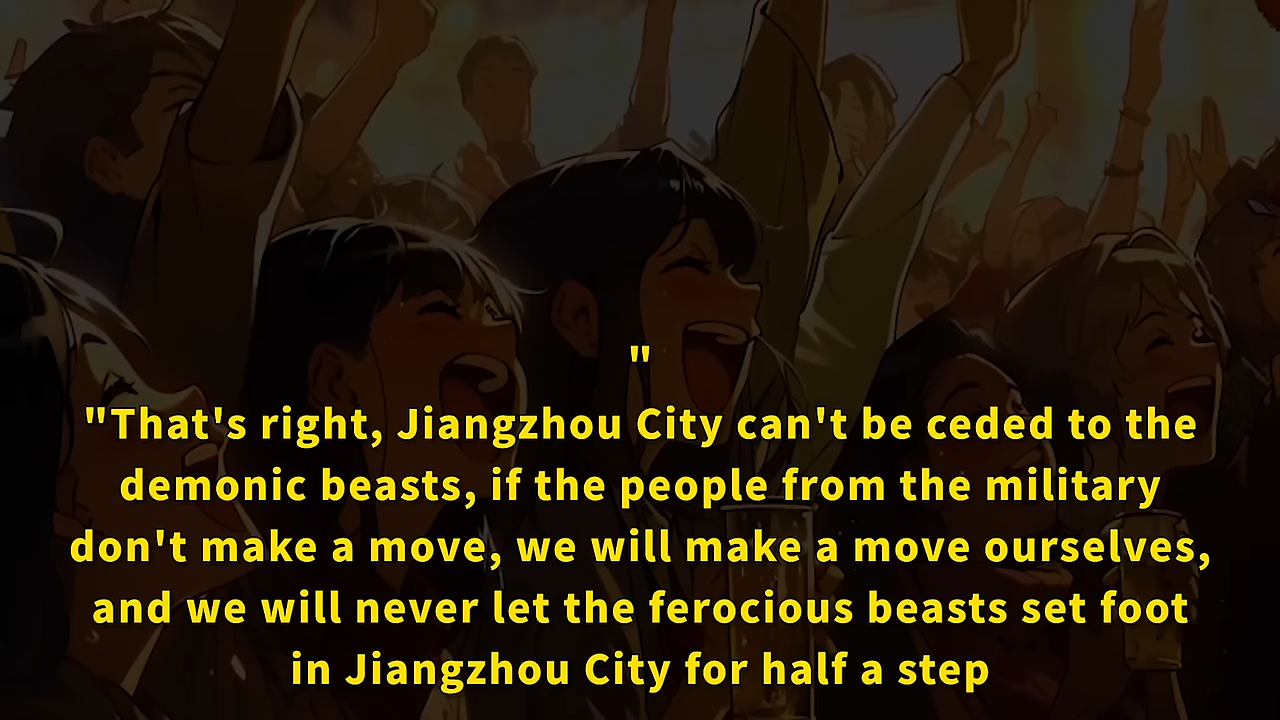 "
"That's right, Jiangzhou City can't be ceded to the
demonic beasts, if the people from the military
don't make a move, we will make a move ourselves,
and we will never let the ferocious beasts set foot
in Jiangzhou City for half a step